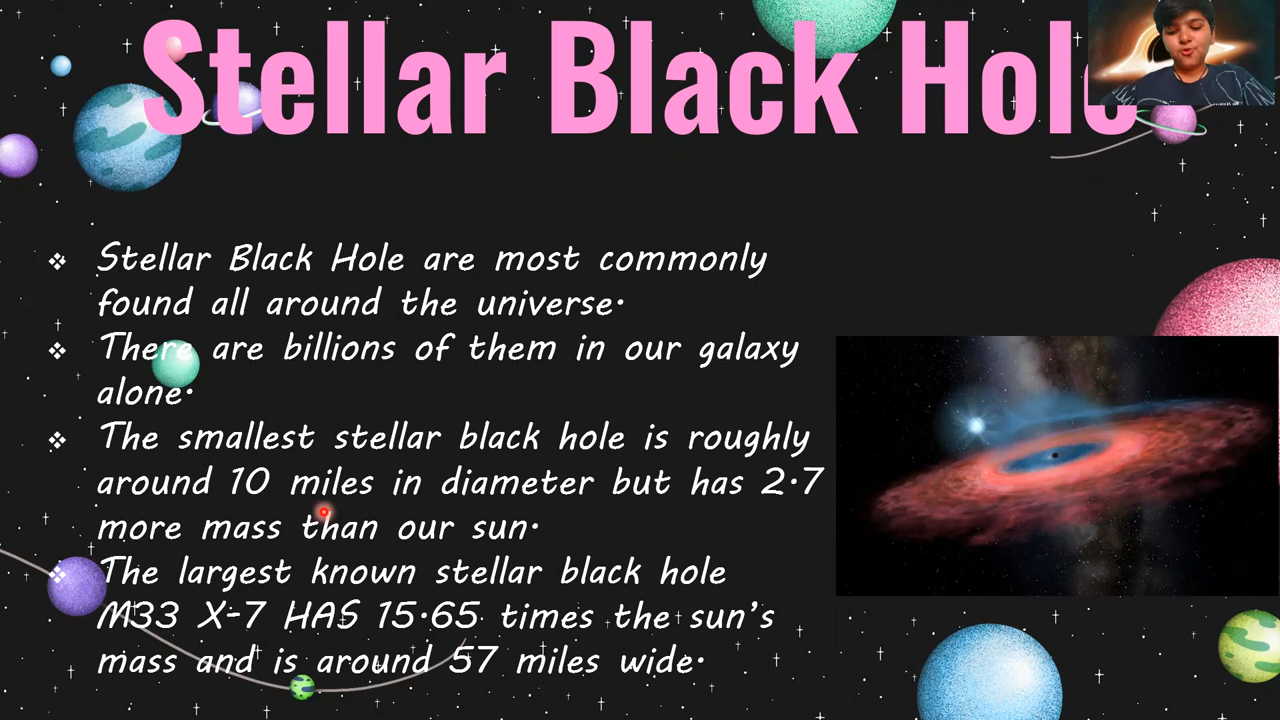 Stellar Black Hole
Stellar Black Hole are most commonly
found all around the universe.
There are billions of them in our galaxy
alone.
The smallest stellar black hole is roughly
around 10 miles in diameter but has 2.7
more mass than our sun.
The largest known stellar black hole
M33 X-7 HAS 15.65 times the sun's
mass and is around 57 miles wide.